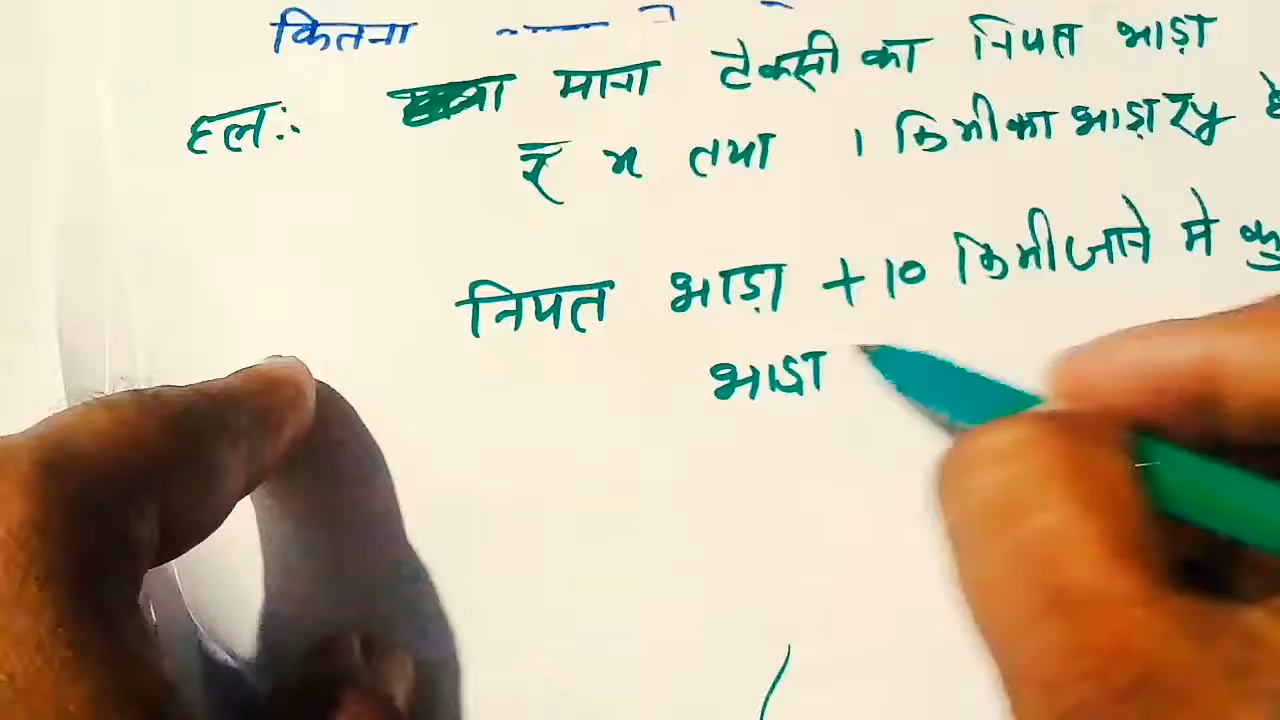 कितना
हल:- माना टैक्सी का नियत भाड़ा
₹ x तथा 1 किमी का भाड़ा ₹y है
नियत भाड़ा + 10 किमी जाने मे कु
भाड़ा